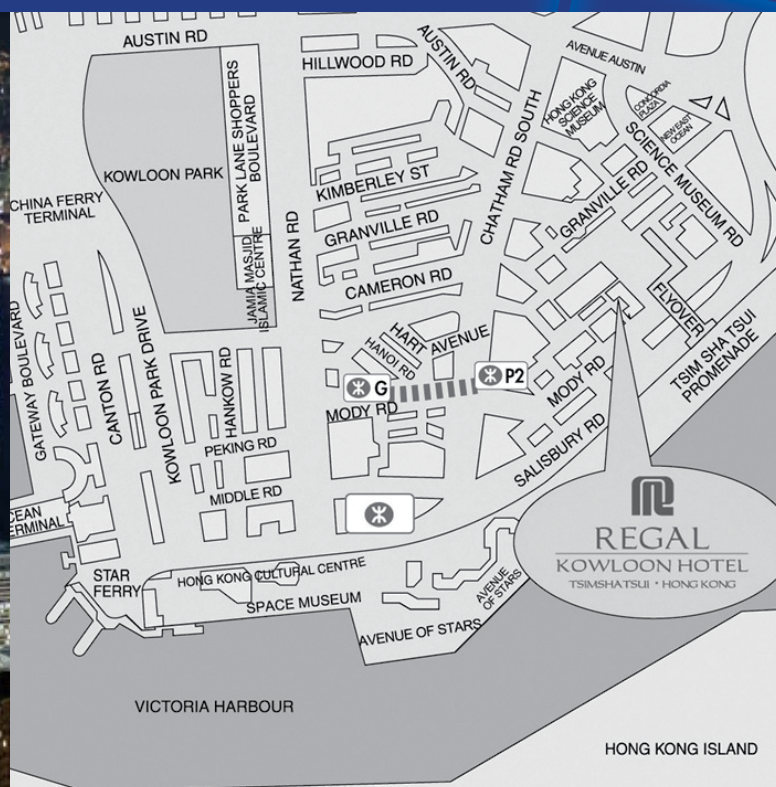 AUSTIN RD
HILLWOOD RD
AUSTIN RD
AVENUE AUSTIN
PARK LANE SHOPPERS
BOULEVARD
KOWLOON PARK
CHINA FERRY
TERMINAL
JAMIA MASJID
ISLAMIC CENTRE
NATHAN RD
KIMBERLEY ST
GRANVILLE RD
CAMERON RD
CHATHAM RD SOUTH
HONG KONG
SCIENCE
MUSEUM
CONCORDIA
PLAZA
NEW EAST
OCEAN
SCIENCE MUSEUM RD
GRANVILLE RD
FLYOVER
TSIM SHA TSUI
PROMENADE
GATEWAY BOULEVARD
CANTON RD
KOWLOON PARK DRIVE
HANKOW RD
HART AVENUE
HANOI RD
G
P2
MODY RD
MODY RD
SALISBURY RD
PEKING RD
MIDDLE RD
CEAN
ERMINAL
STAR
FERRY
HONG KONG CULTURAL CENTRE
SPACE MUSEUM
AVENUE
OF STARS
AVENUE OF STARS
REGAL
KOWLOON HOTEL
TSIMSHATSUI • HONG KONG
VICTORIA HARBOUR
HONG KONG ISLAND